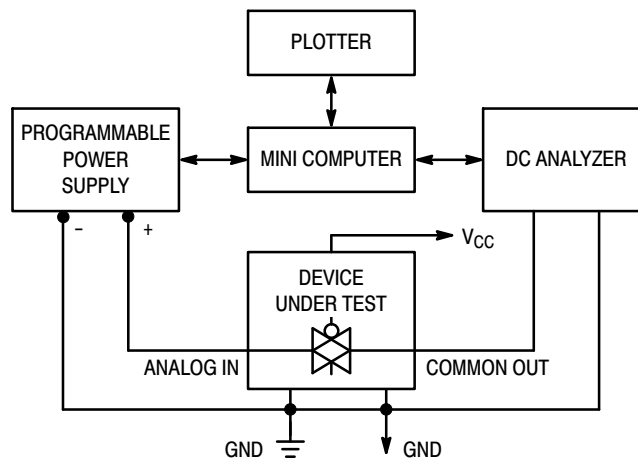 PLOTTER
PROGRAMMABLE
POWER
SUPPLY
MINI COMPUTER
DC ANALYZER
– +
VCC
DEVICE
UNDER TEST
ANALOG IN
COMMON OUT
GND
GND